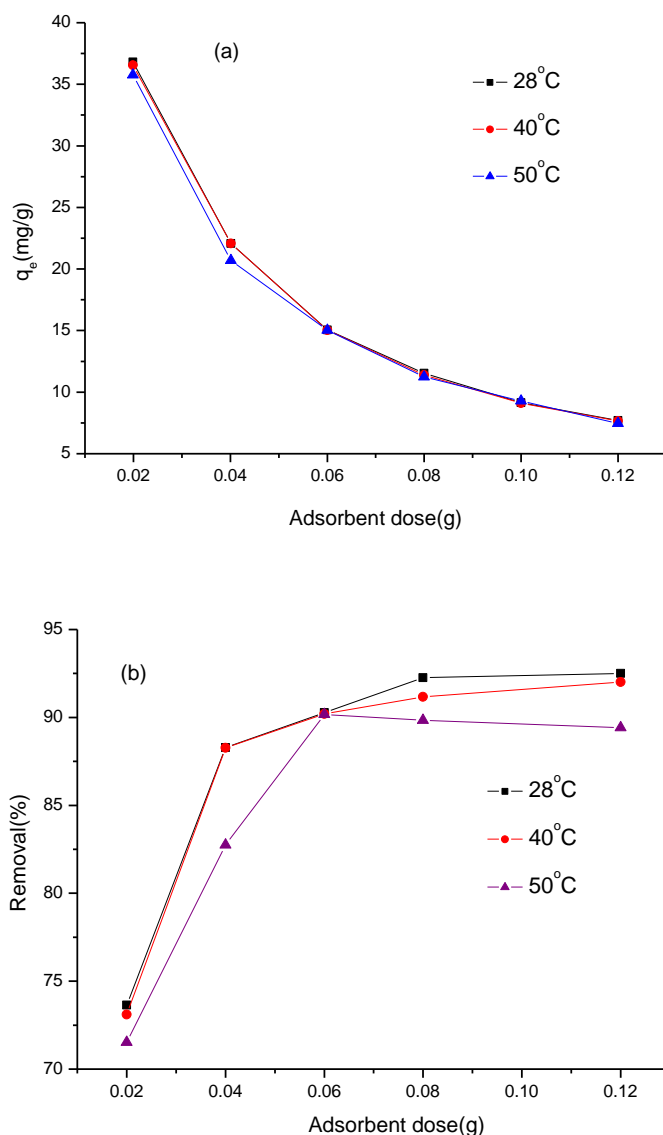 (a)
28°C
40°C
50°C
40
35
30
25
20
15
10
5
qₑ(mg/g)
0.02 0.04 0.06 0.08 0.10 0.12
Adsorbent dose(g)
(b)
28°C
40°C
50°C
95
90
85
80
75
70
Removal(%)
0.02 0.04 0.06 0.08 0.10 0.12
Adsorbent dose(g)